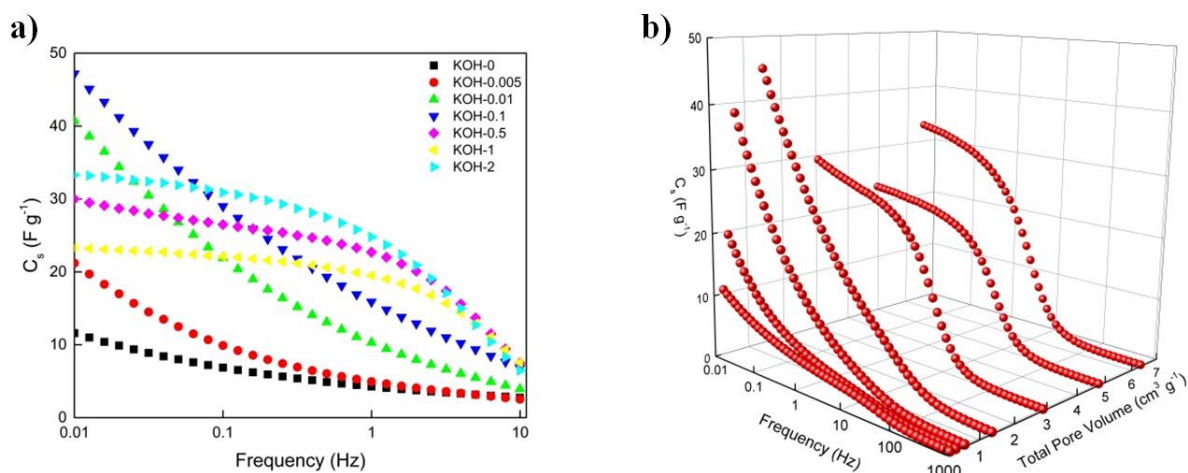 a)
50
40
30
20
10
0
C_s (F g⁻¹)
0.01 0.1 1 10
Frequency (Hz)
KOH-0
KOH-0.005
KOH-0.01
KOH-0.1
KOH-0.5
KOH-1
KOH-2
b)
50
40
30
20
10
0
C_s (F g⁻¹)
0.01
0.1
1
10
100
1000
Frequency (Hz)
1
2
3
4
5
6
7
Total Pore Volume (cm³ g⁻¹)